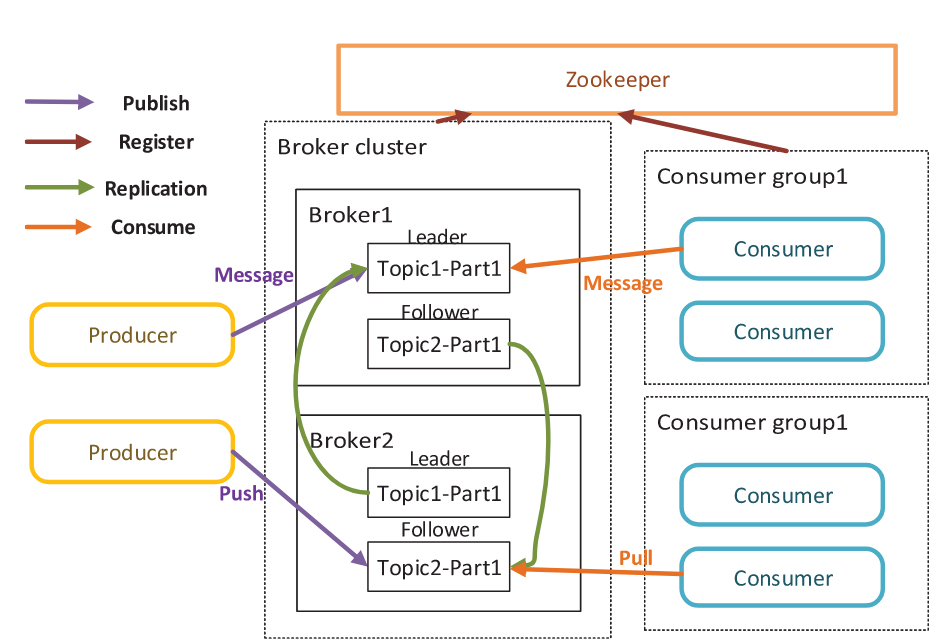 Zookeeper
Publish
Register
Replication
Consume
Broker cluster
Broker1
Leader
Topic1-Part1
Follower
Topic2-Part1
Broker2
Leader
Topic1-Part1
Follower
Topic2-Part1
Message
Producer
Producer
Push
Consumer group1
Consumer
Message
Consumer
Consumer group1
Consumer
Pull
Consumer